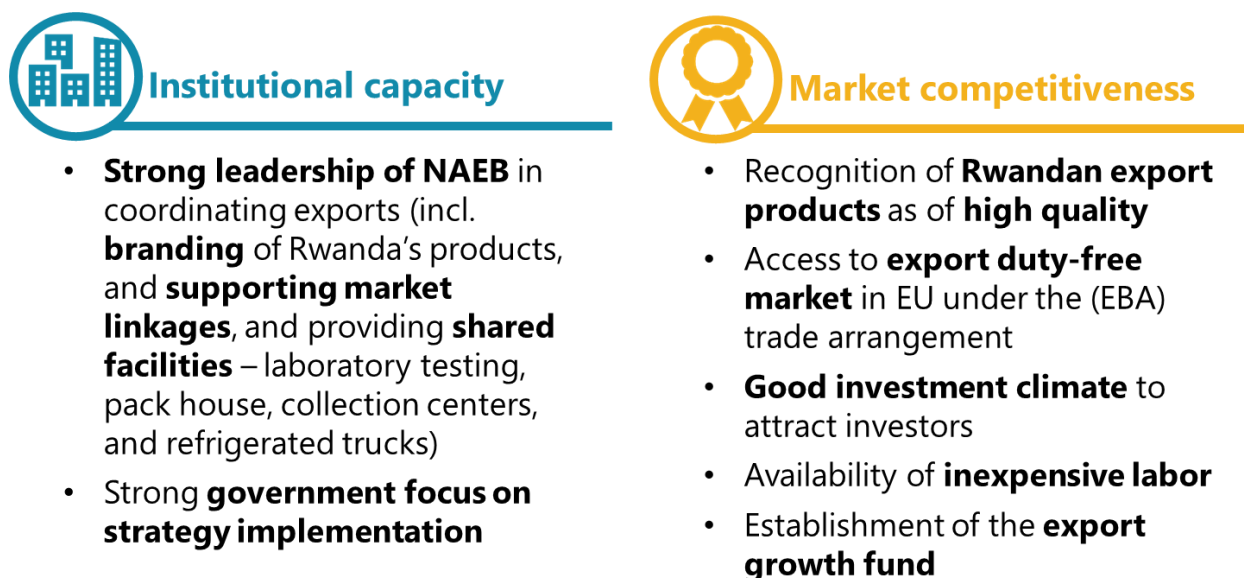 Institutional capacity
• Strong leadership of NAEB in
coordinating exports (incl.
branding of Rwanda's products,
and supporting market
linkages, and providing shared
facilities – laboratory testing,
pack house, collection centers,
and refrigerated trucks)
• Strong government focus on
strategy implementation
Market competitiveness
• Recognition of Rwandan export
products as of high quality
• Access to export duty-free
market in EU under the (EBA)
trade arrangement
• Good investment climate to
attract investors
• Availability of inexpensive labor
• Establishment of the export
growth fund